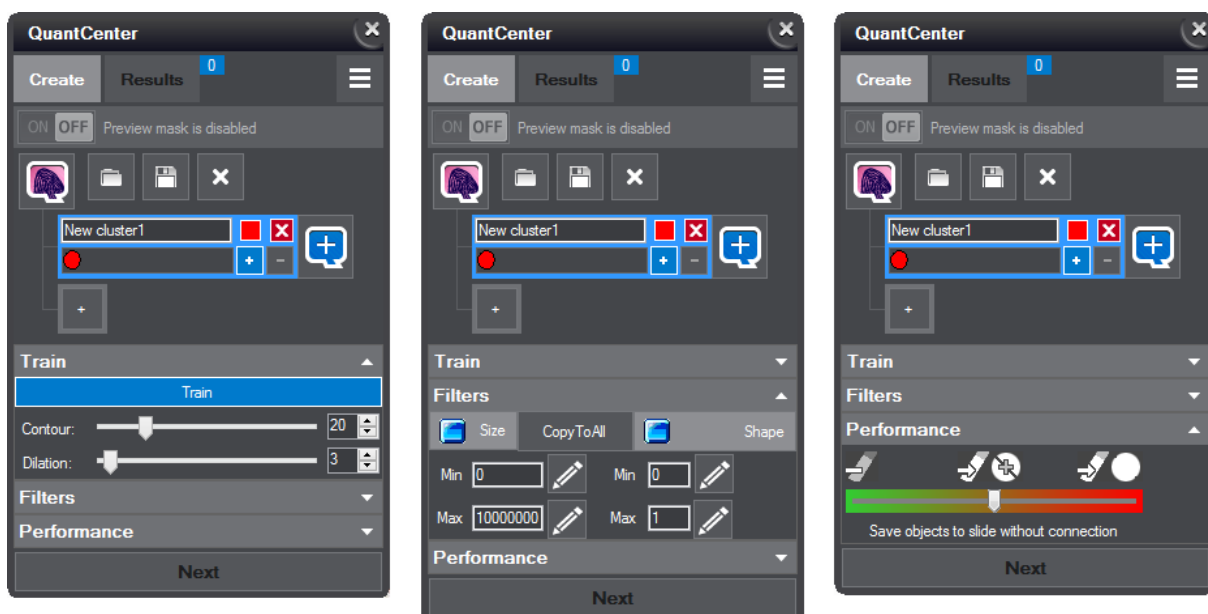 QuantCenter
Create Results 0
ON OFF Preview mask is disabled
New cluster1
Train
Train
Contour: 20
Dilation: 3
Filters
Performance
Next
QuantCenter
Create Results 0
ON OFF Preview mask is disabled
New cluster1
Train
Filters
Size CopyToAll Shape
Min 0 Min 0
Max 10000000 Max 1
Performance
Next
QuantCenter
Create Results 0
ON OFF Preview mask is disabled
New cluster1
Train
Filters
Performance
Save objects to slide without connection
Next